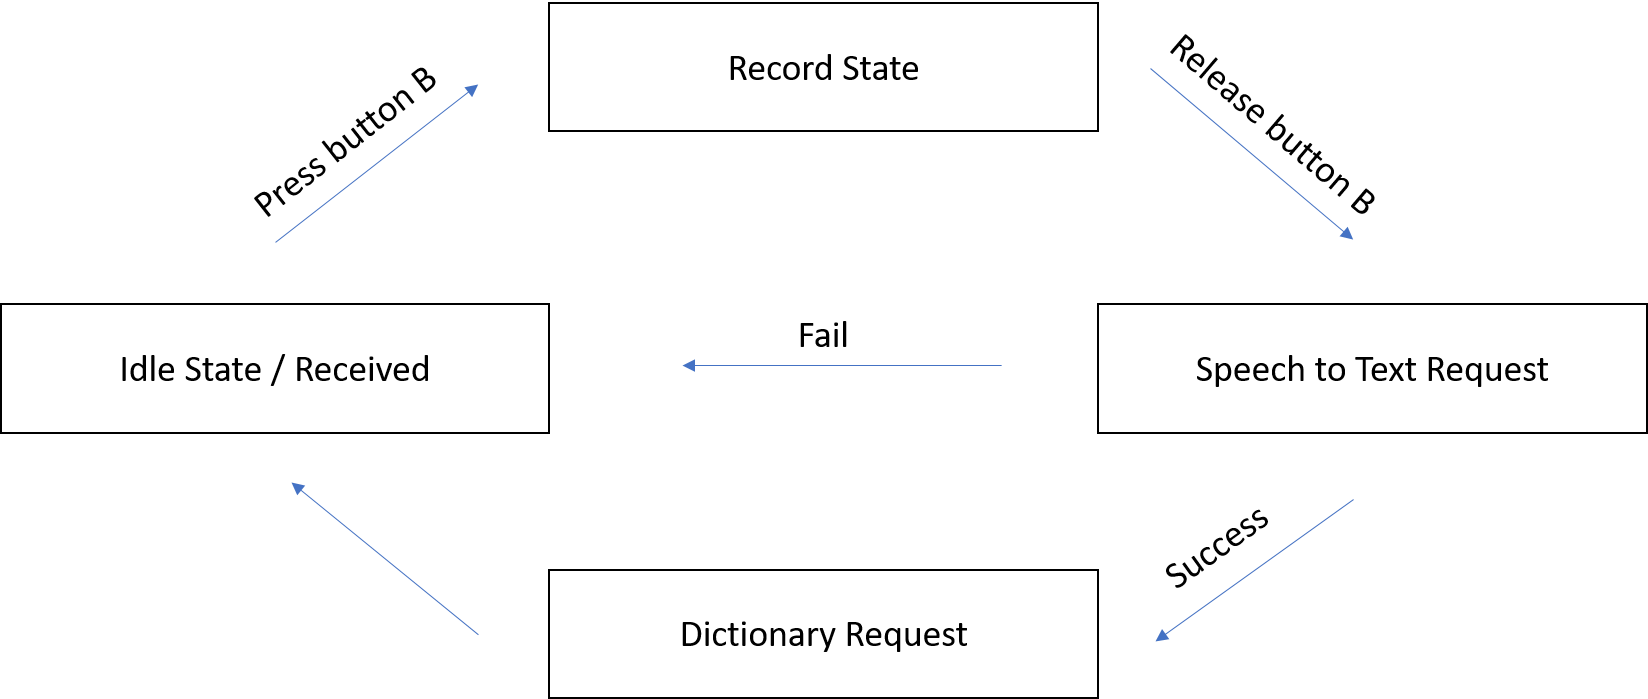 Record State
Press button B
Release button B
Fail
Idle State / Received
Speech to Text Request
Success
Dictionary Request